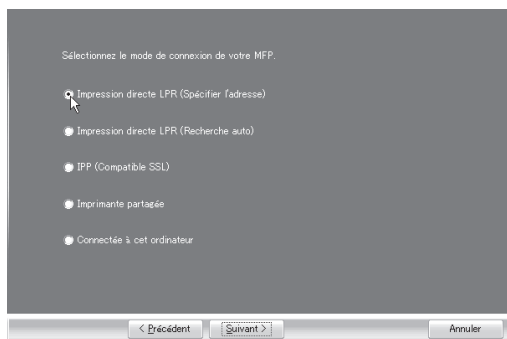 Sélectionnez le mode de connexion de votre MFP.
Impression directe LPR (Spécifier l'adresse)
Impression directe LPR (Recherche auto)
IPP (Compatible SSL)
Imprimante partagée
Connectée à cet ordinateur
< Précédent
Suivant >
Annuler